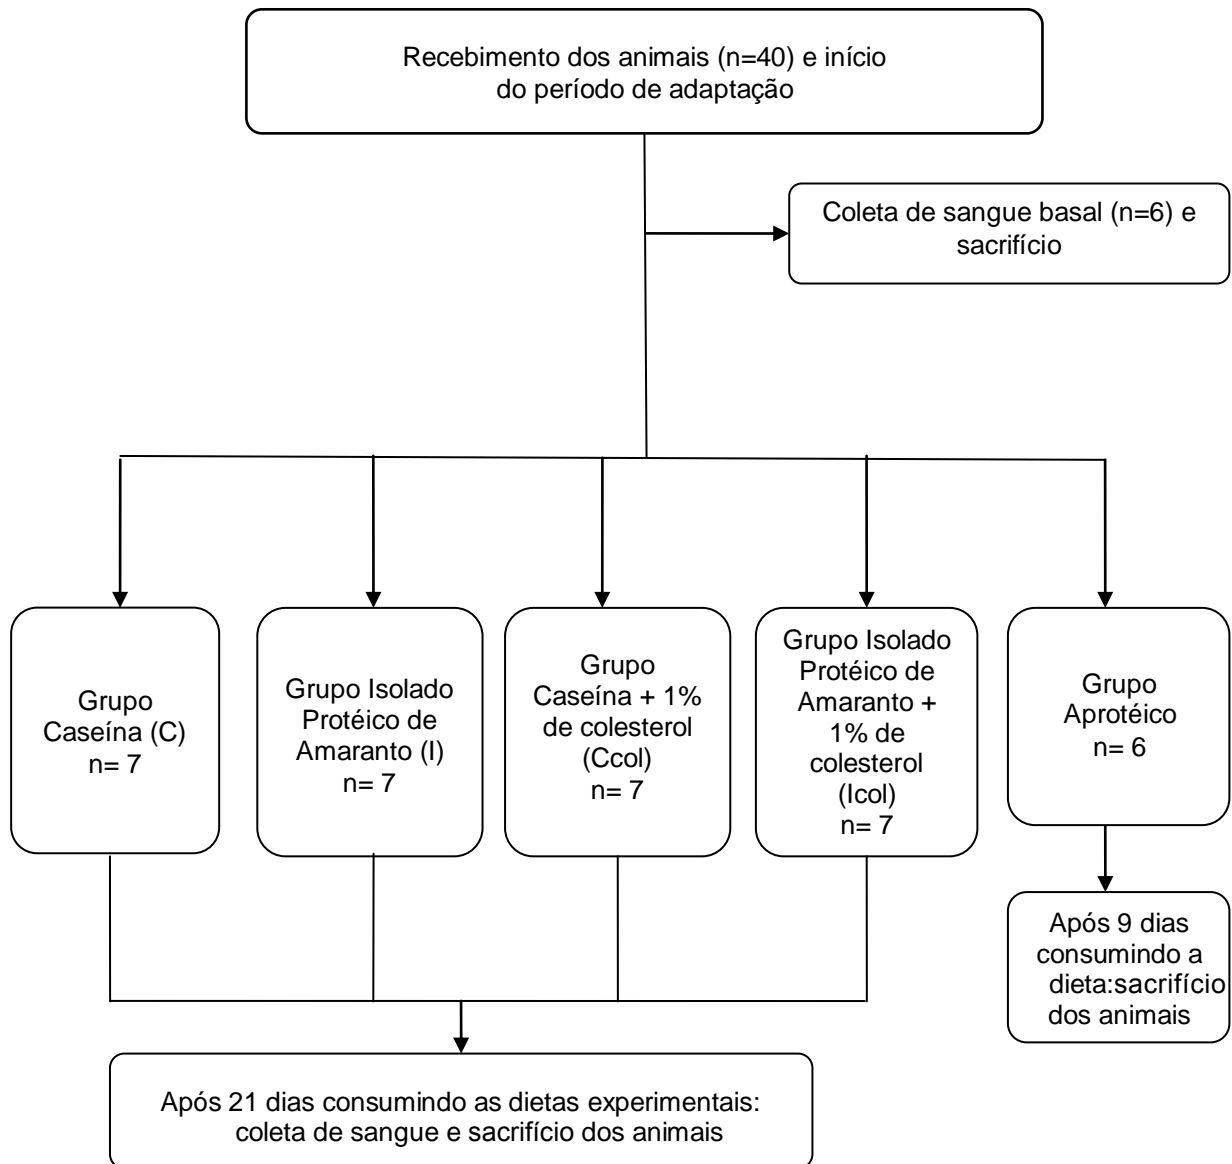 Recebimento dos animais (n=40) e início
do período de adaptação
Coleta de sangue basal (n=6) e
sacrifício
Grupo
Caseína (C)
n= 7
Grupo Isolado
Protéico de
Amaranto (I)
n= 7
Grupo
Caseína + 1%
de colesterol
(Ccol)
n= 7
Grupo Isolado
Protéico de
Amaranto +
1% de
colesterol
(Icol)
n= 7
Grupo
Aprotéico
n= 6
Após 9 dias
consumindo a
dieta:sacrifício
dos animais
Após 21 dias consumindo as dietas experimentais:
coleta de sangue e sacrifício dos animais